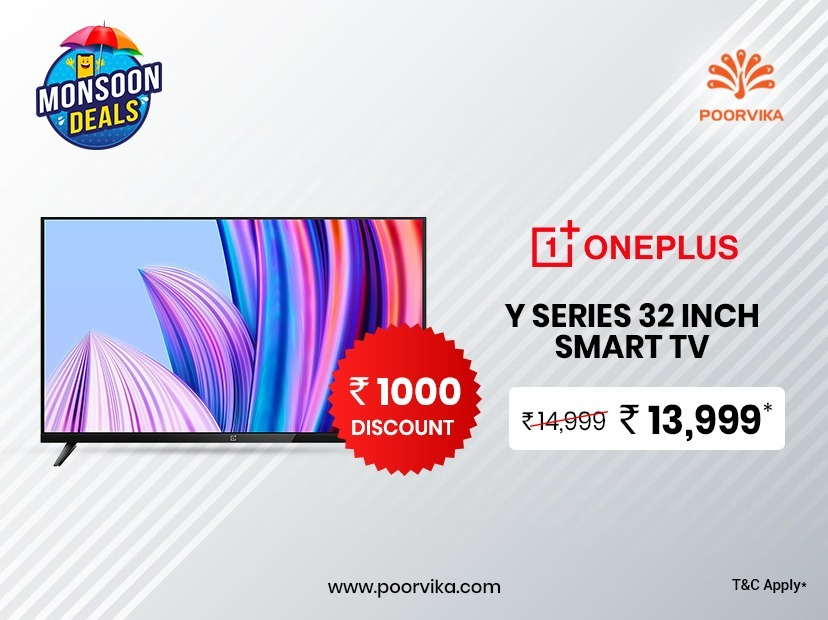 MONSOON
DEALS
POORVIKA
1+ ONEPLUS
Y SERIES 32 INCH
SMART TV
₹ 1000
DISCOUNT
₹14,999 ₹ 13,999*
www.poorvika.com
T&C Apply*